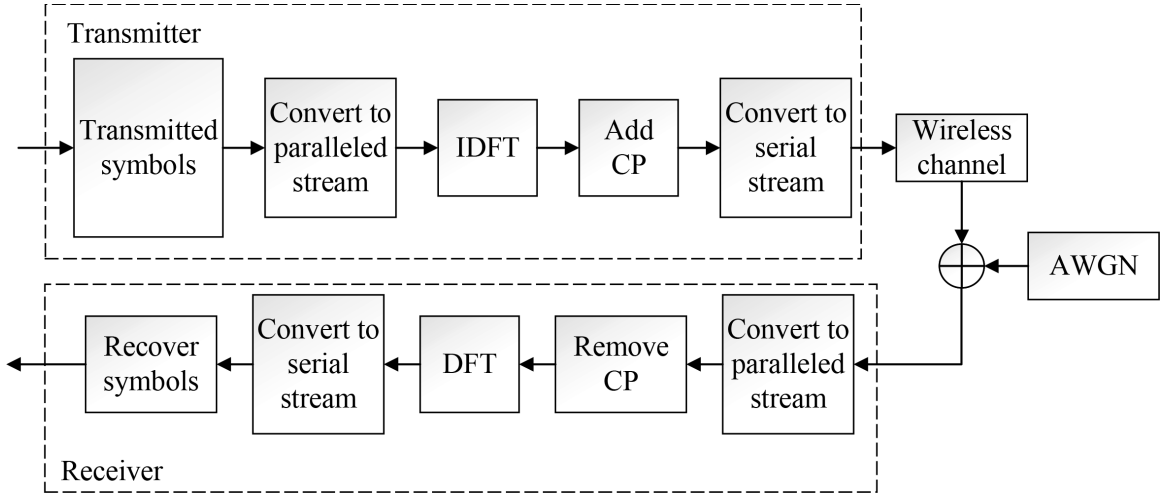 Transmitter
Transmitted
symbols
Convert to
paralleled
stream
IDFT
Add
CP
Convert to
serial
stream
Wireless
channel
AWGN
Recover
symbols
Convert to
serial
stream
DFT
Remove
CP
Convert to
paralleled
stream
Receiver